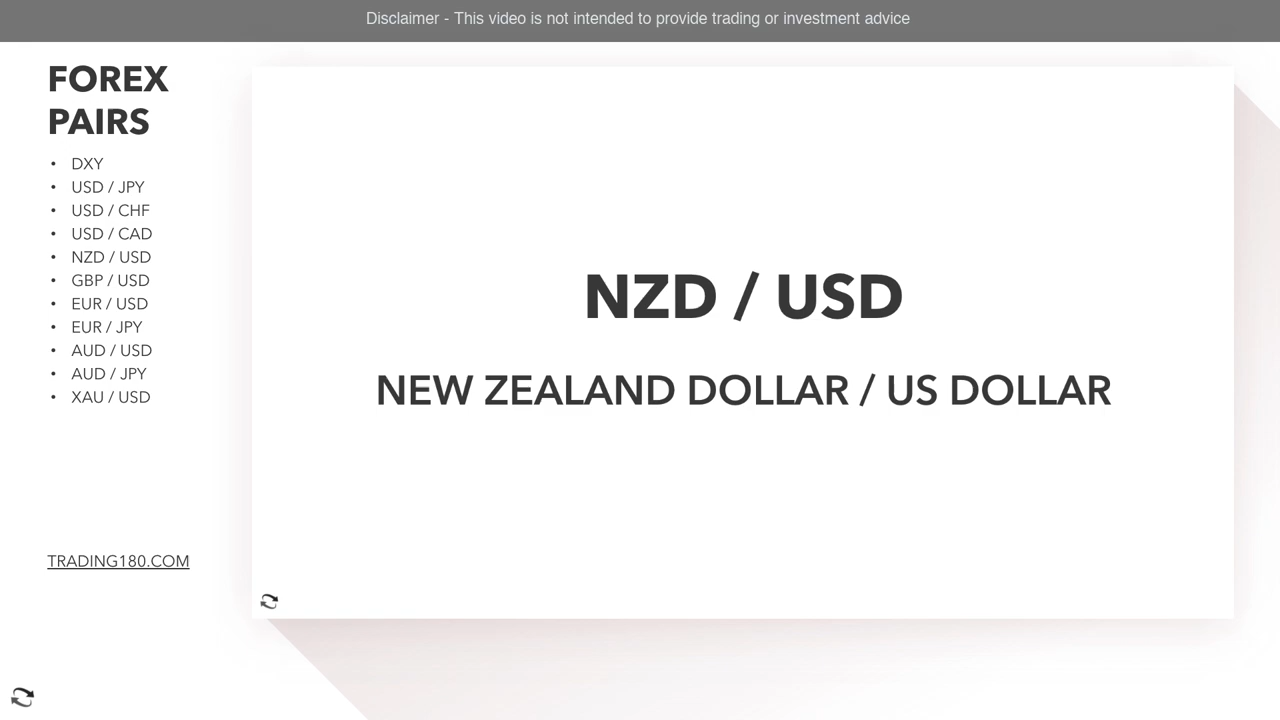 Disclaimer - This video is not intended to provide trading or investment advice
FOREX
PAIRS
• DXY
• USD / JPY
• USD / CHF
• USD / CAD
• NZD / USD
• GBP / USD
• EUR / USD
• EUR / JPY
• AUD / USD
• AUD / JPY
• XAU / USD
TRADING180.COM
NZD / USD
NEW ZEALAND DOLLAR / US DOLLAR